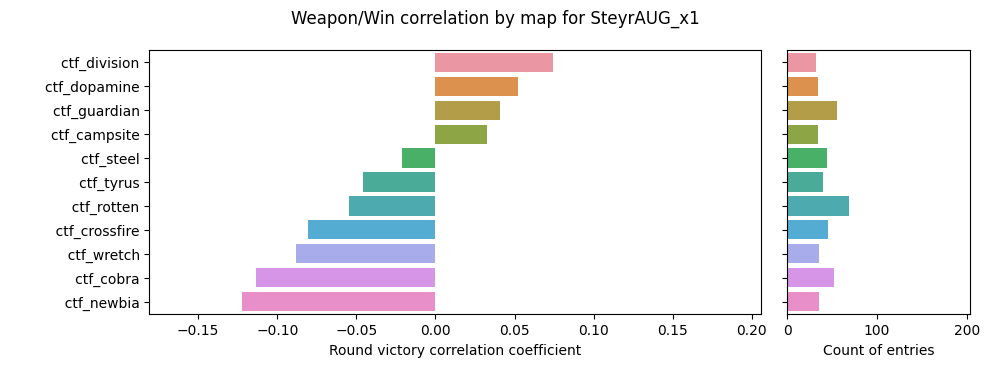 Weapon/Win correlation by map for SteyrAUG_x1
ctf_division
ctf_dopamine
ctf_guardian
ctf_campsite
ctf_steel
ctf_tyrus
ctf_rotten
ctf_crossfire
ctf_wretch
ctf_cobra
ctf_newbia
−0.15 −0.10 −0.05 0.00 0.05 0.10 0.15 0.20
Round victory correlation coefficient
0 100 200
Count of entries